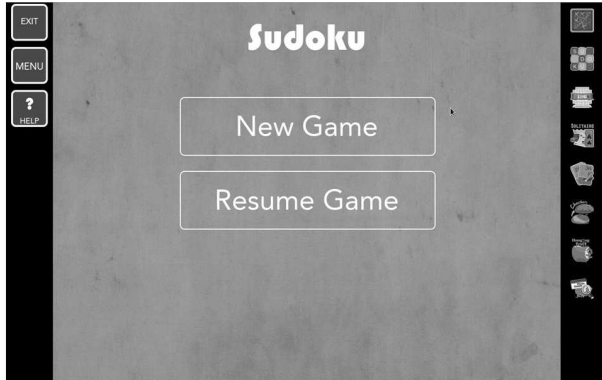 EXIT
Sudoku
MENU
?
HELP
New Game
Resume Game
SOLITAIRE